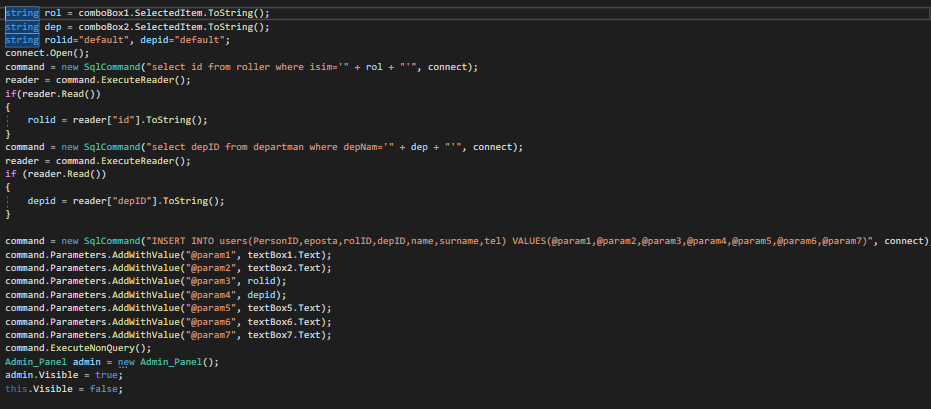 string rol = comboBox1.SelectedItem.ToString();
string dep = comboBox2.SelectedItem.ToString();
string rolid="default", depid="default";
connect.Open();
command = new SqlCommand("select id from roller where isim='" + rol + "'", connect);
reader = command.ExecuteReader();
if(reader.Read())
{
rolid = reader["id"].ToString();
}
command = new SqlCommand("select depID from departman where depNam='" + dep + "'", connect);
reader = command.ExecuteReader();
if (reader.Read())
{
depid = reader["depID"].ToString();
}
command = new SqlCommand("INSERT INTO users(PersonID,eposta,rolID,depID,name,surname,tel) VALUES(@param1,@param2,@param3,@param4,@param5,@param6,@param7)", connect)
command.Parameters.AddWithValue("@param1", textBox1.Text);
command.Parameters.AddWithValue("@param2", textBox2.Text);
command.Parameters.AddWithValue("@param3", rolid);
command.Parameters.AddWithValue("@param4", depid);
command.Parameters.AddWithValue("@param5", textBox5.Text);
command.Parameters.AddWithValue("@param6", textBox6.Text);
command.Parameters.AddWithValue("@param7", textBox7.Text);
command.ExecuteNonQuery();
Admin_Panel admin = new Admin_Panel();
admin.Visible = true;
this.Visible = false;